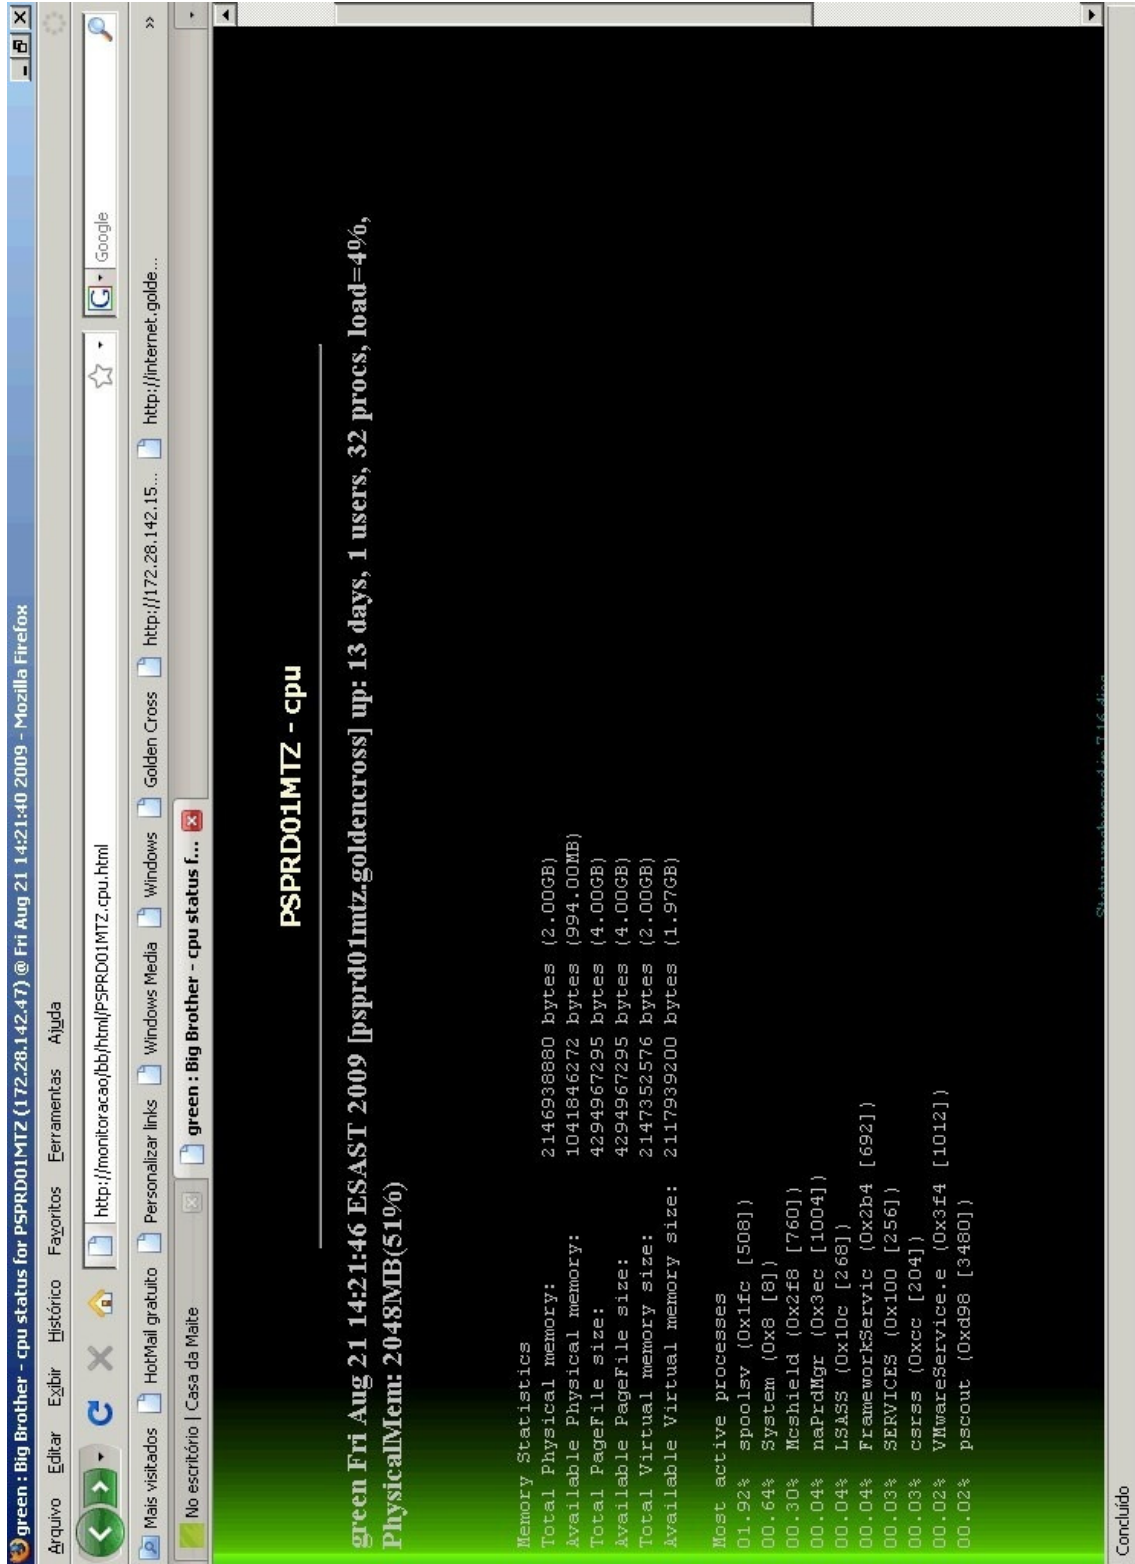 green : Big Brother - cpu status for PSPRD01MTZ (172.28.142.47) @ Fri Aug 21 14:21:40 2009 - Mozilla Firefox
Arquivo Editar Exibir Histórico Favoritos Ferramentas Ajuda
http://monitoracao/bb/html/PSPRD01MTZ.cpu.html
Google
Mais visitados HotMail gratuito Personalizar links Windows Media Windows Golden Cross http://172.28.142.15... http://internet.golde... »
No escritório | Casa da Maite green : Big Brother - cpu status f...
PSPRD01MTZ - cpu
green Fri Aug 21 14:21:46 ESAST 2009 [psprd01mtz.goldencross] up: 13 days, 1 users, 32 procs, load=4%,
PhysicalMem: 2048MB(51%)
Memory Statistics
Total Physical memory: 2146938880 bytes (2.00GB)
Available Physical memory: 1041846272 bytes (994.00MB)
Total PageFile size: 4294967295 bytes (4.00GB)
Available PageFile size: 4294967295 bytes (4.00GB)
Total Virtual memory size: 2147352576 bytes (2.00GB)
Available Virtual memory size: 2117939200 bytes (1.97GB)
Most active processes
01.92% spoolsv (0x1fc [508])
00.64% System (0x8 [8])
00.30% Mcshield (0x2f8 [760])
00.04% naPrdMgr (0x3ec [1004])
00.04% LSASS (0x10c [268])
00.04% FrameworkServic (0x2b4 [692])
00.03% SERVICES (0x100 [256])
00.03% csrss (0xcc [204])
00.02% VMwareService.e (0x3f4 [1012])
00.02% pscout (0xd98 [3480])
Status unchanged in 7.16 dias
Concluído